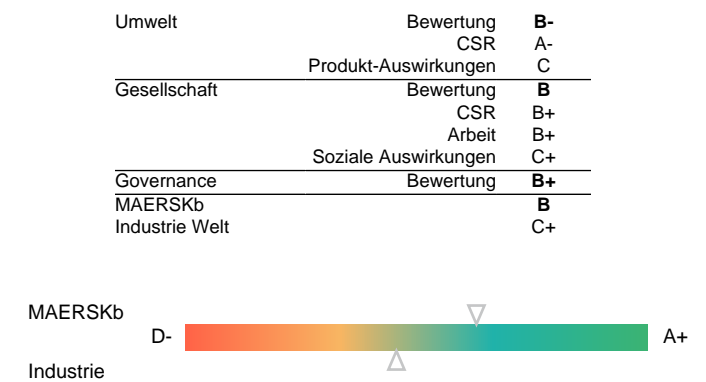 Umwelt Bewertung B-
CSR A-
Produkt-Auswirkungen C
Gesellschaft Bewertung B
CSR B+
Arbeit B+
Soziale Auswirkungen C+
Governance Bewertung B+
MAERSKb B
Industrie Welt C+
MAERSKb
D- A+
Industrie